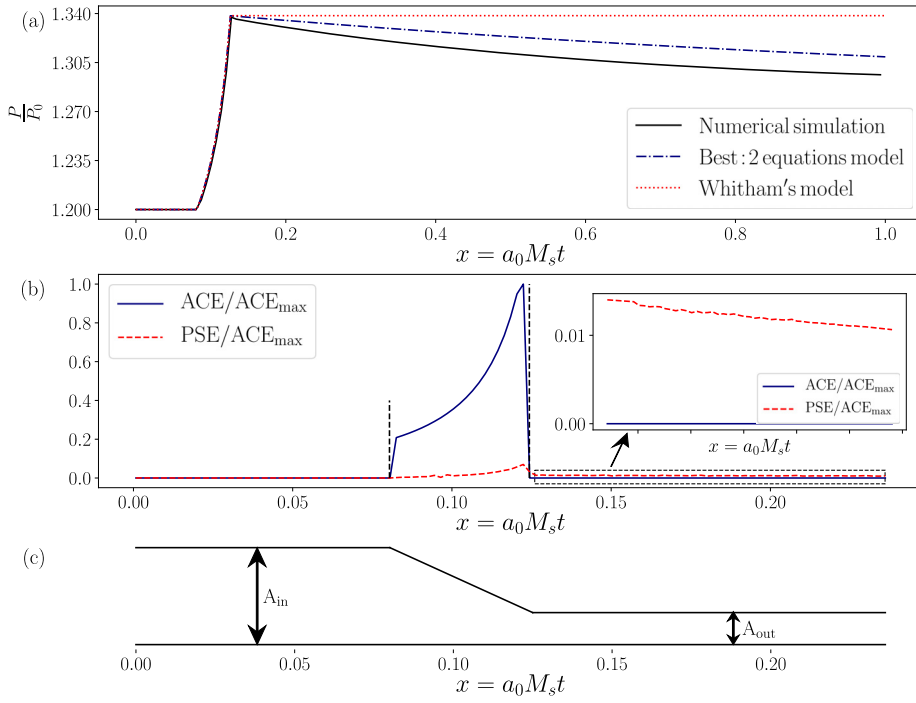 (a)
1.340
1.305
1.270
1.235
1.200
P/P₀
Numerical simulation
Best: 2 equations model
Whitham's model
0.0 0.2 0.4 0.6 0.8 1.0
x = a₀Mₛt
(b)
1.0
0.8
0.6
0.4
0.2
0.0
ACE/ACEmax
PSE/ACEmax
0.01
0.00
ACE/ACEmax
PSE/ACEmax
x = a₀Mₛt
0.00 0.05 0.10 0.15 0.20
x = a₀Mₛt
(c)
Ain
Aout
0.00 0.05 0.10 0.15 0.20
x = a₀Mₛt